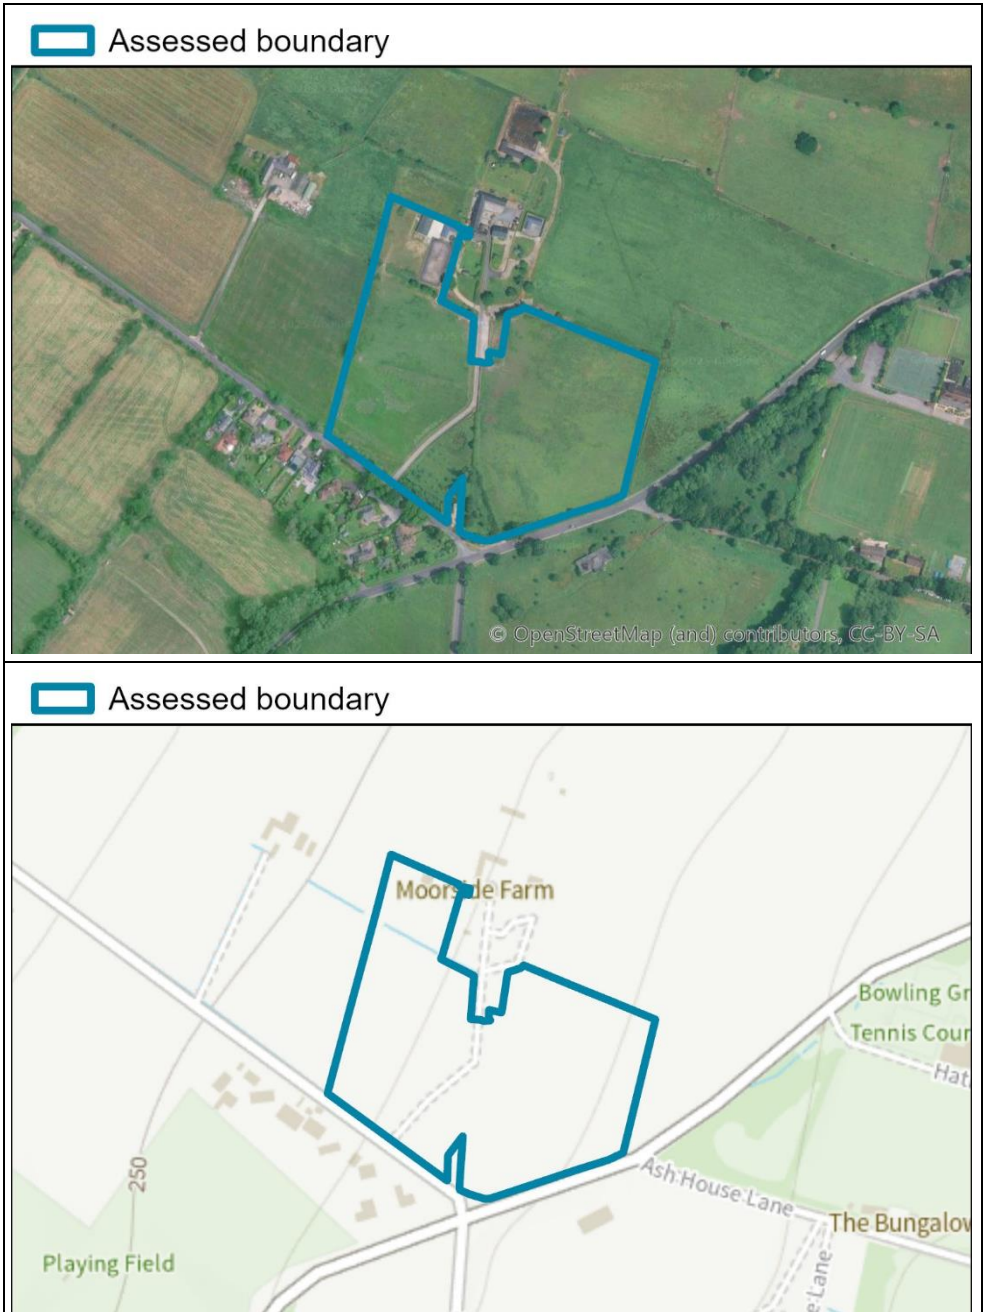 Assessed boundary
© OpenStreetMap (and) contributors, CC-BY-SA
Assessed boundary
Moorside Farm
Bowling Gr
Tennis Cour
Hat
Ash House Lane
The Bungalow
250
Playing Field
e Lane